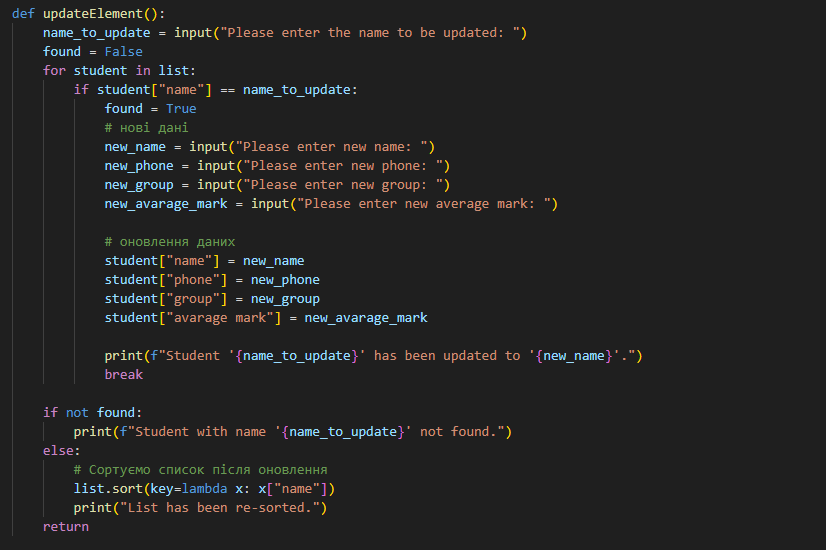 def updateElement():
    name_to_update = input("Please enter the name to be updated: ")
    found = False
    for student in list:
        if student["name"] == name_to_update:
            found = True
            # нові дані
            new_name = input("Please enter new name: ")
            new_phone = input("Please enter new phone: ")
            new_group = input("Please enter new group: ")
            new_avarage_mark = input("Please enter new average mark: ")

            # оновлення даних
            student["name"] = new_name
            student["phone"] = new_phone
            student["group"] = new_group
            student["avarage mark"] = new_avarage_mark

            print(f"Student '{name_to_update}' has been updated to '{new_name}'.")
            break

    if not found:
        print(f"Student with name '{name_to_update}' not found.")
    else:
        # Сортуємо список після оновлення
        list.sort(key=lambda x: x["name"])
        print("List has been re-sorted.")
    return